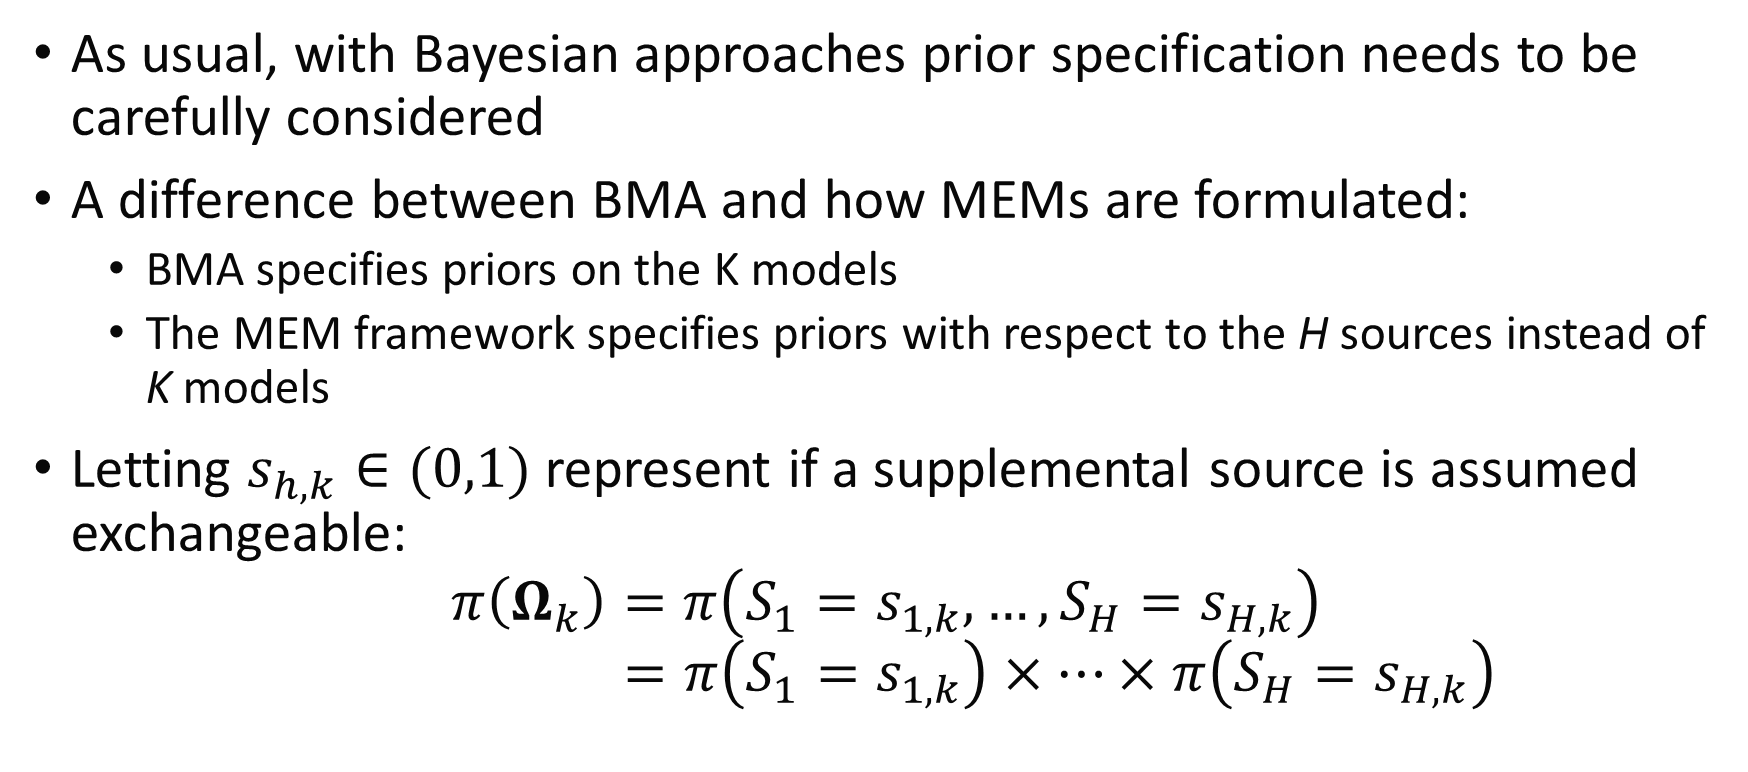 • As usual, with Bayesian approaches prior specification needs to be
carefully considered
• A difference between BMA and how MEMs are formulated:
• BMA specifies priors on the K models
• The MEM framework specifies priors with respect to the H sources instead of
K models
• Letting s_{h,k} ∈ (0,1) represent if a supplemental source is assumed
exchangeable:
π(Ω_k) = π(S_1 = s_{1,k}, … , S_H = s_{H,k})
= π(S_1 = s_{1,k}) × ⋯ × π(S_H = s_{H,k})